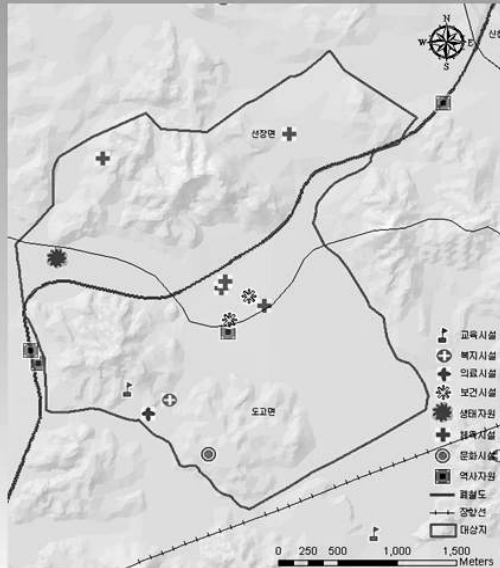 N
W E
S
선장면
도고면
교육시설
복지시설
의료시설
보건시설
생태자원
체육시설
문화시설
역사자원
폐철도
장항선
대상지
0 250 500 1,000 1,500
Meters